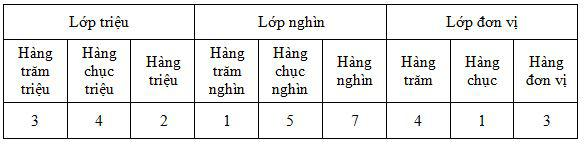 Lớp triệu Lớp nghìn Lớp đơn vị
Hàng trăm triệu Hàng chục triệu Hàng triệu Hàng trăm nghìn Hàng chục nghìn Hàng nghìn Hàng trăm Hàng chục Hàng đơn vị
3 4 2 1 5 7 4 1 3